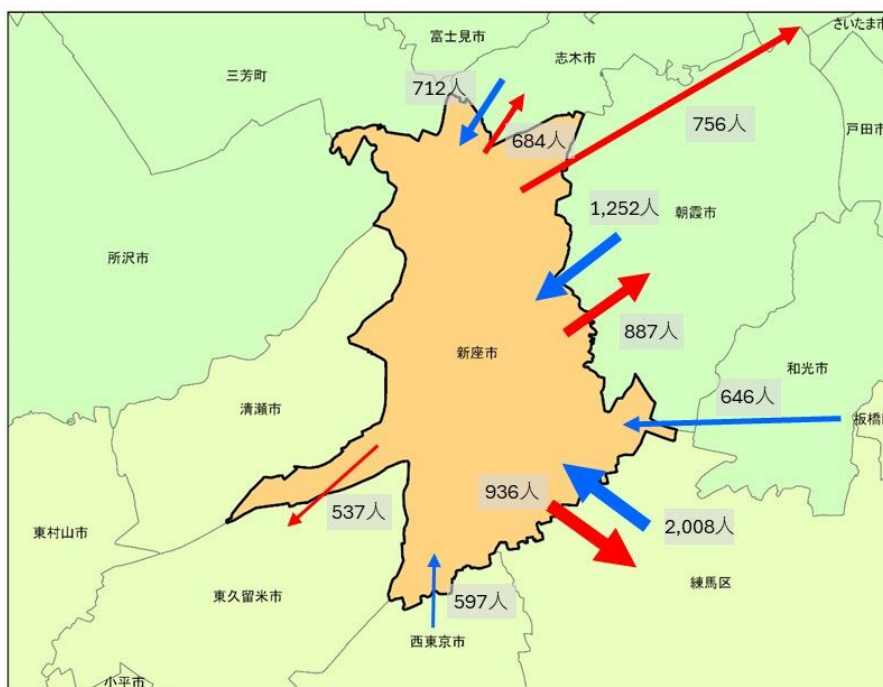 さいたま市
富士見市
志木市
三芳町
712人
684人
756人
戸田市
1,252人
朝霞市
所沢市
887人
新座市
和光市
646人
清瀬市
板橋
936人
537人
2,008人
東村山市
練馬区
東久留米市
597人
西東京市
小平市